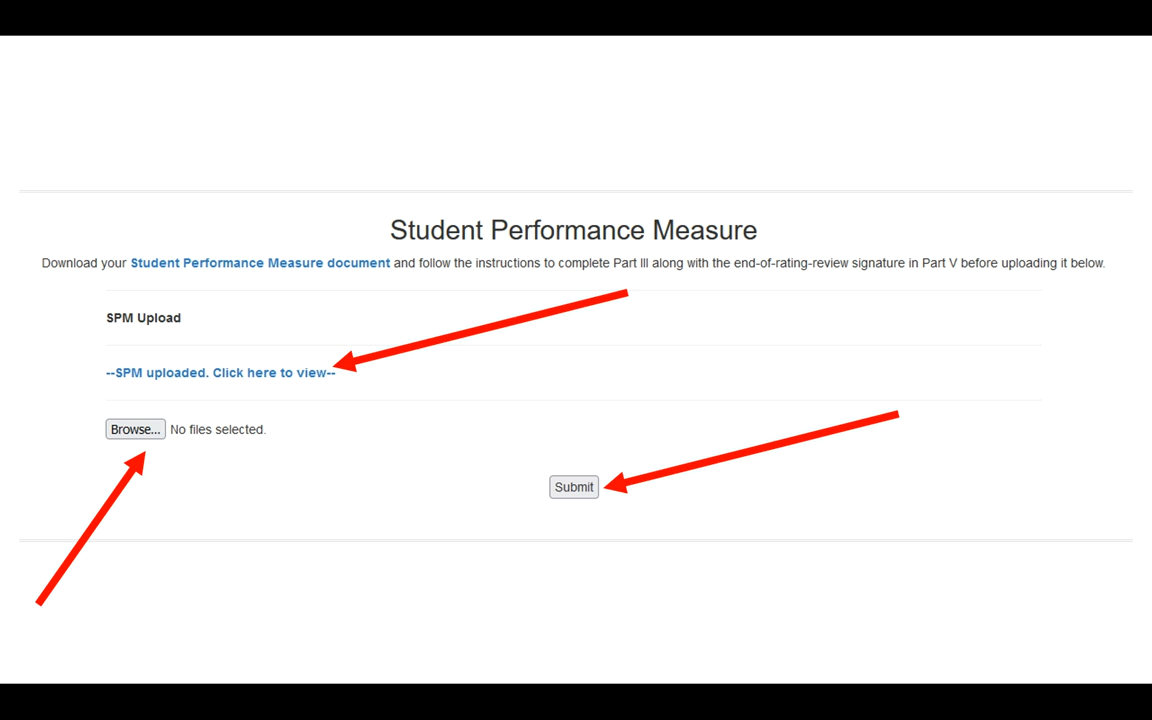 Student Performance Measure
Download your Student Performance Measure document and follow the instructions to complete Part III along with the end-of-rating-review signature in Part V before uploading it below.
SPM Upload
--SPM uploaded. Click here to view--
Browse... No files selected.
Submit